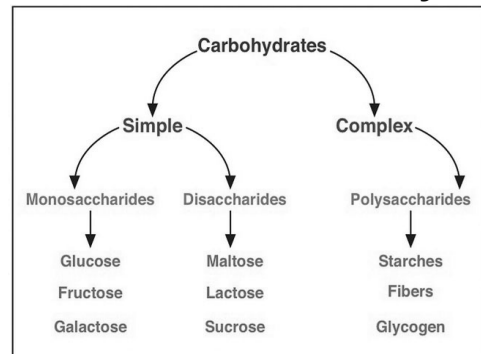 Carbohydrates
Simple Complex
Monosaccharides Disaccharides Polysaccharides
Glucose Maltose Starches
Fructose Lactose Fibers
Galactose Sucrose Glycogen